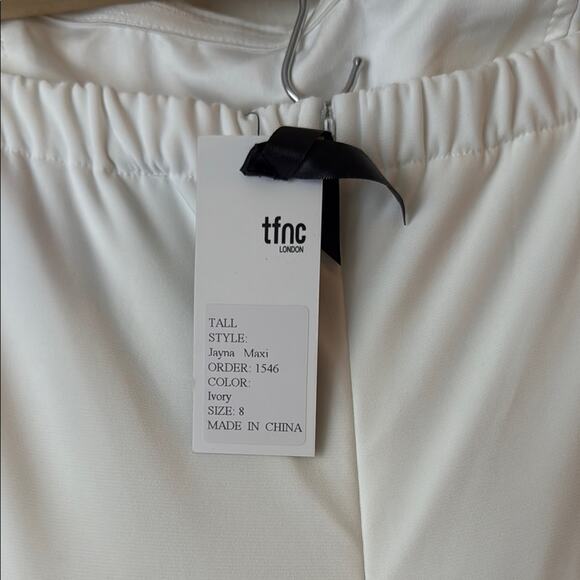 tfnc
LONDON
TALL
STYLE:
Jayna Maxi
ORDER: 1546
COLOR:
Ivory
SIZE: 8
MADE IN CHINA